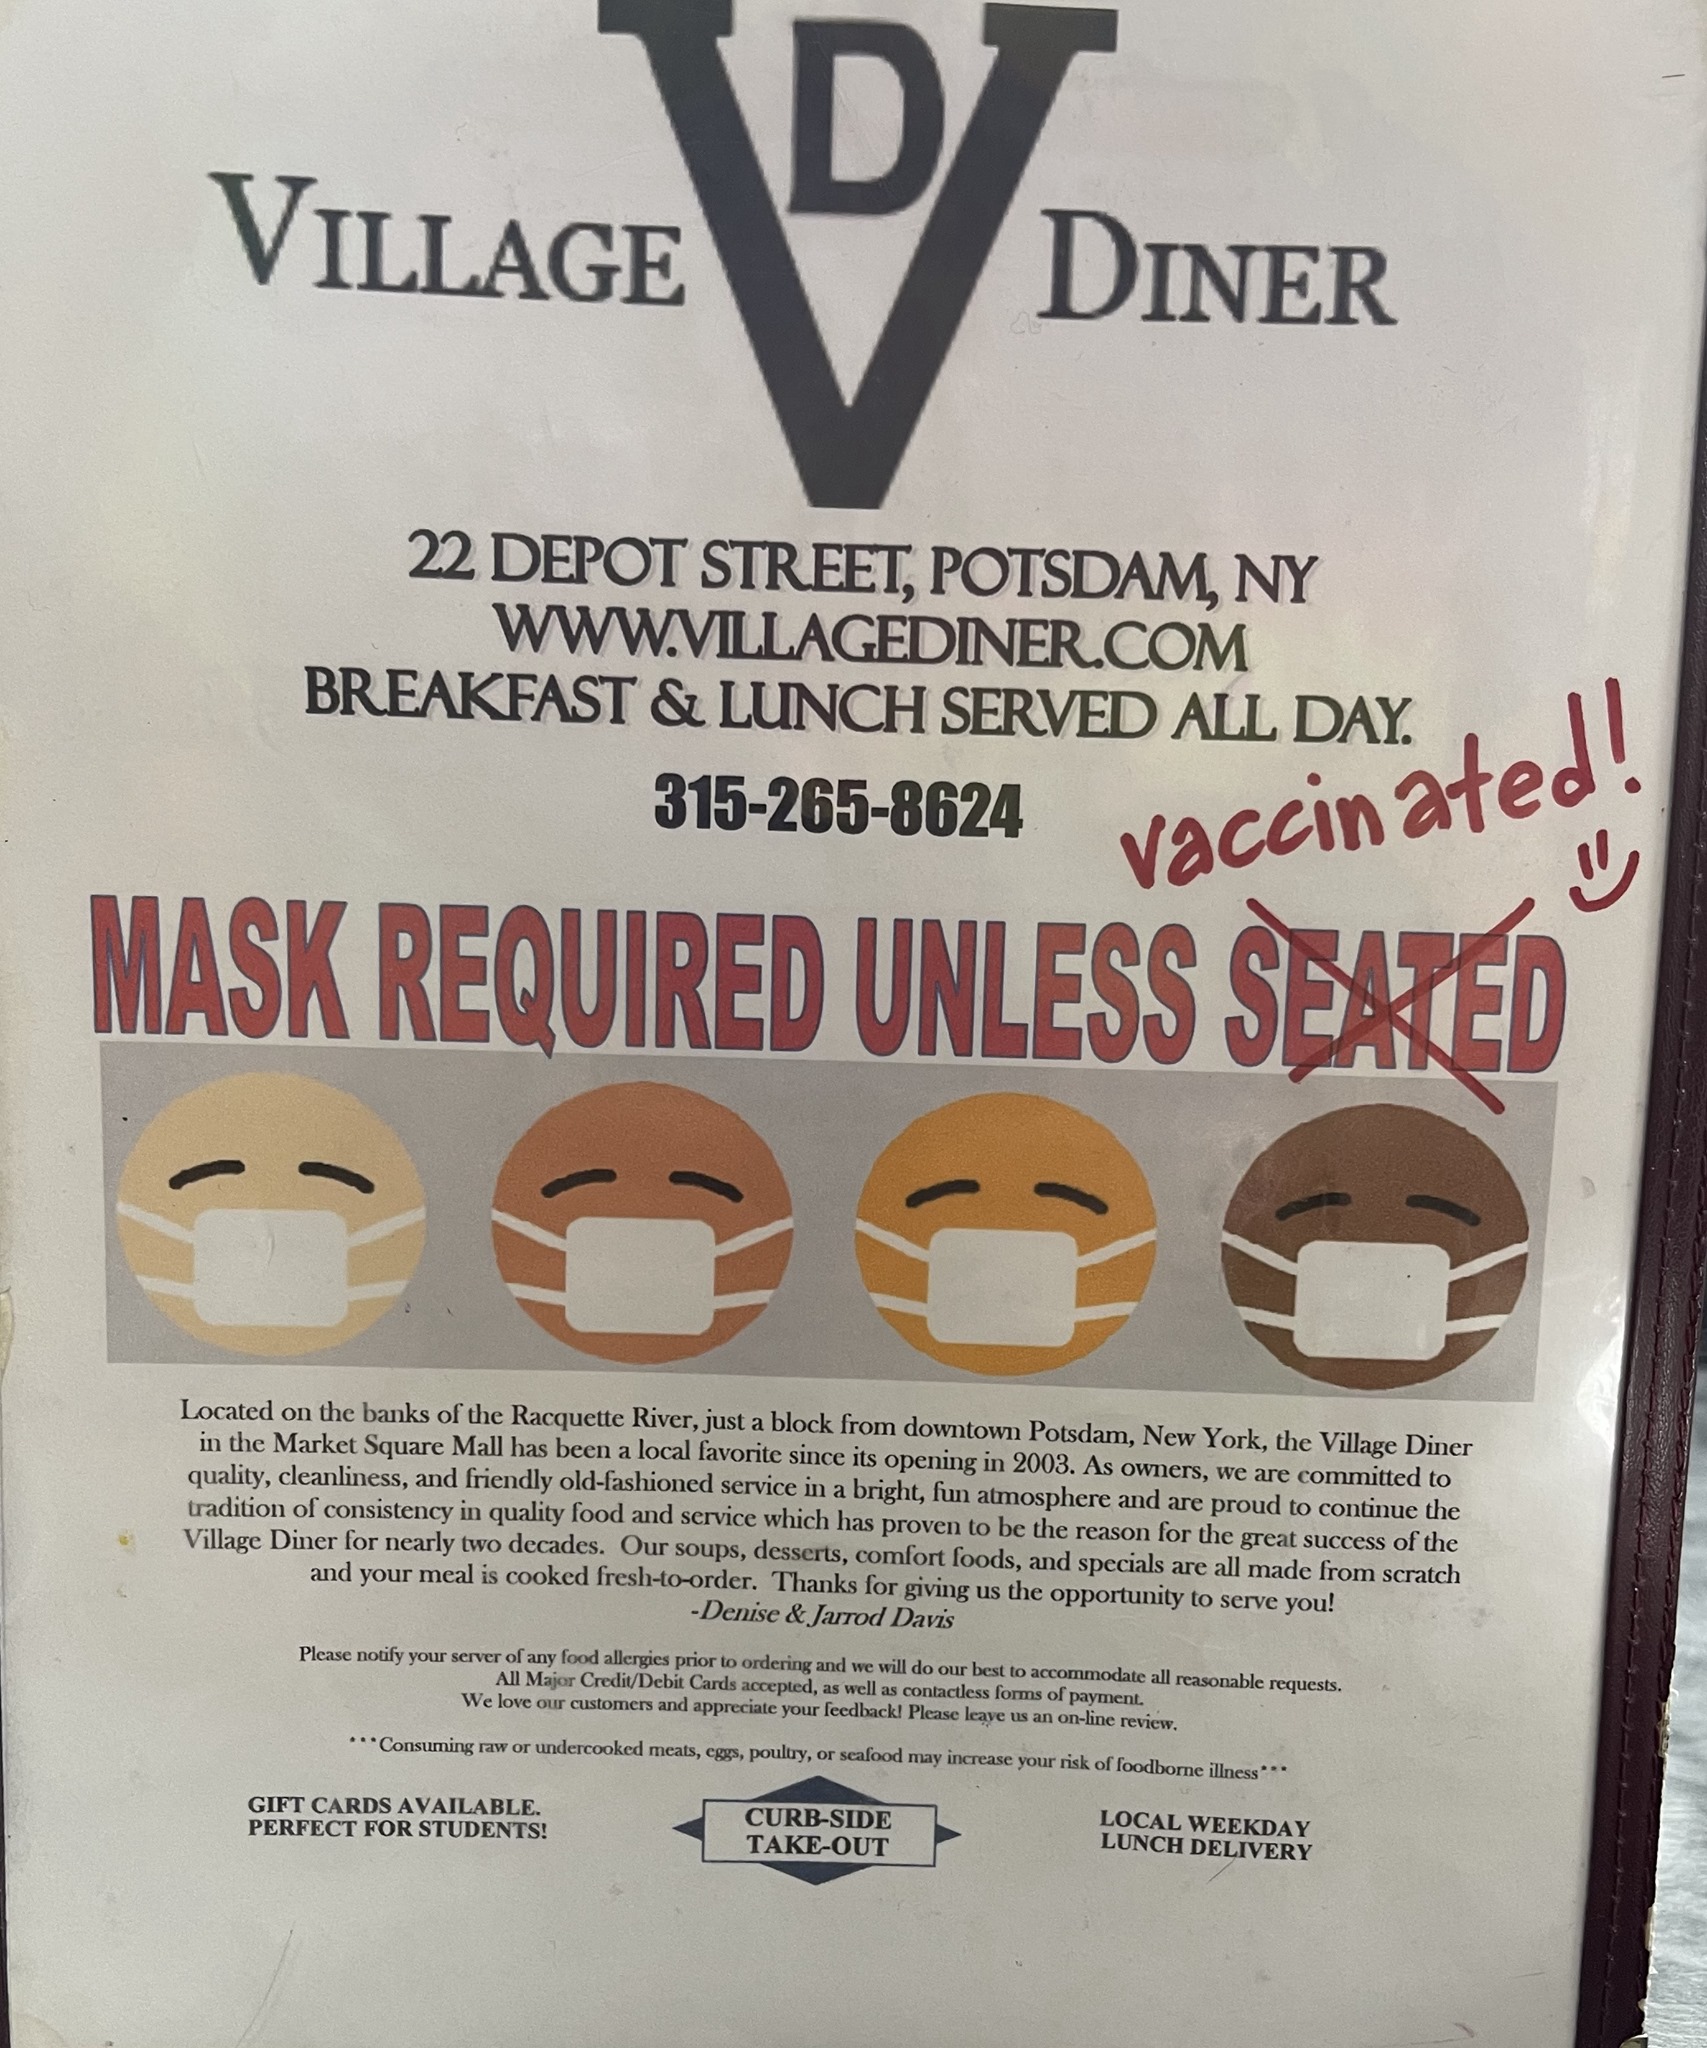 VD
VILLAGE DINER
22 DEPOT STREET, POTSDAM, NY
WWW.VILLAGEDINER.COM
BREAKFAST & LUNCH SERVED ALL DAY.
315-265-8624
vaccinated!
MASK REQUIRED UNLESS SEATED
Located on the banks of the Racquette River, just a block from downtown Potsdam, New York, the Village Diner
in the Market Square Mall has been a local favorite since its opening in 2003. As owners, we are committed to
quality, cleanliness, and friendly old-fashioned service in a bright, fun atmosphere and are proud to continue the
tradition of consistency in quality food and service which has proven to be the reason for the great success of the
Village Diner for nearly two decades. Our soups, desserts, comfort foods, and specials are all made from scratch
and your meal is cooked fresh-to-order. Thanks for giving us the opportunity to serve you!
-Denise & Jarrod Davis
Please notify your server of any food allergies prior to ordering and we will do our best to accommodate all reasonable requests.
All Major Credit/Debit Cards accepted, as well as contactless forms of payment.
We love our customers and appreciate your feedback! Please leave us an on-line review.
***Consuming raw or undercooked meats, eggs, poultry, or seafood may increase your risk of foodborne illness***
GIFT CARDS AVAILABLE.
PERFECT FOR STUDENTS!
CURB-SIDE
TAKE-OUT
LOCAL WEEKDAY
LUNCH DELIVERY